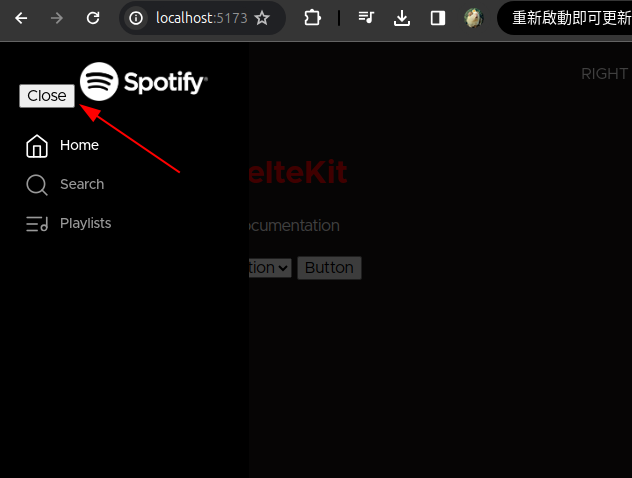 localhost:5173
重新啟動即可更新
Spotify®
RIGHT
Close
Home
elteKit
Search
Playlists
ocumentation
tion
Button